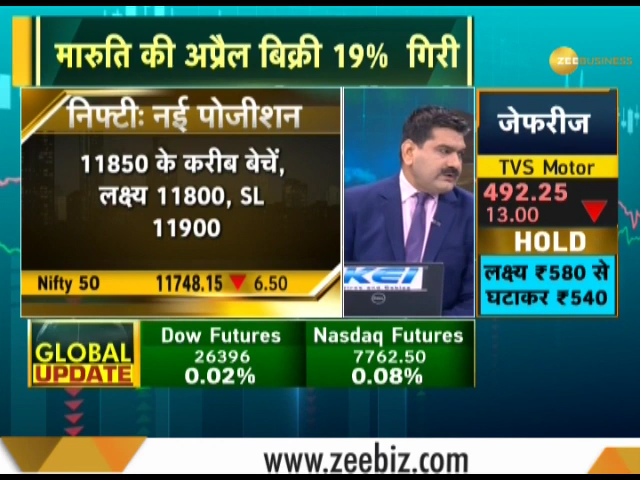 मारुति की अप्रैल बिक्री 19% गिरी
ZEE BUSINESS
निफ्टी: नई पोजीशन
11850 के करीब बेचें,
लक्ष्य 11800, SL
11900
Nifty 50 11748.15 6.50
जेफरीज
TVS Motor
492.25
13.00
HOLD
लक्ष्य ₹580 से
घटाकर ₹540
KEI
DELL
GLOBAL
UPDATE
Dow Futures
26396
0.02%
Nasdaq Futures
7762.50
0.08%
www.zeebiz.com